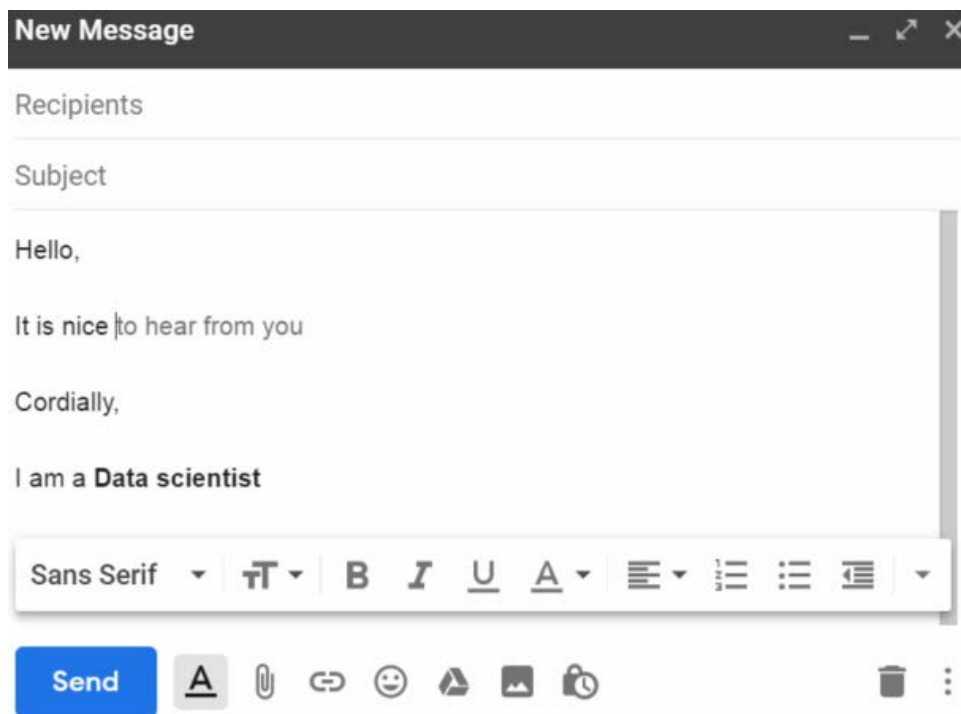 New Message
Recipients
Subject
Hello,
It is nice to hear from you
Cordially,
I am a Data scientist
Sans Serif
Send